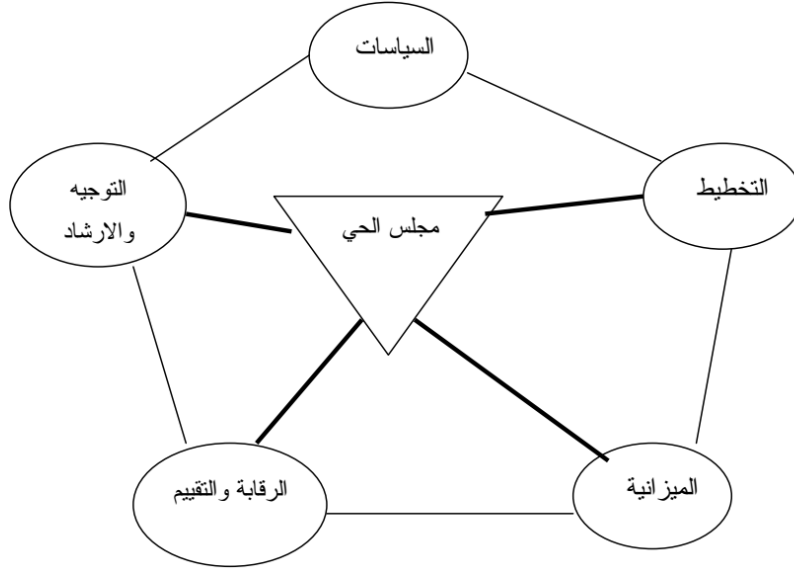 السياسات
التخطيط
التوجيه
والارشاد
مجلس الحي
الرقابة والتقييم
الميزانية